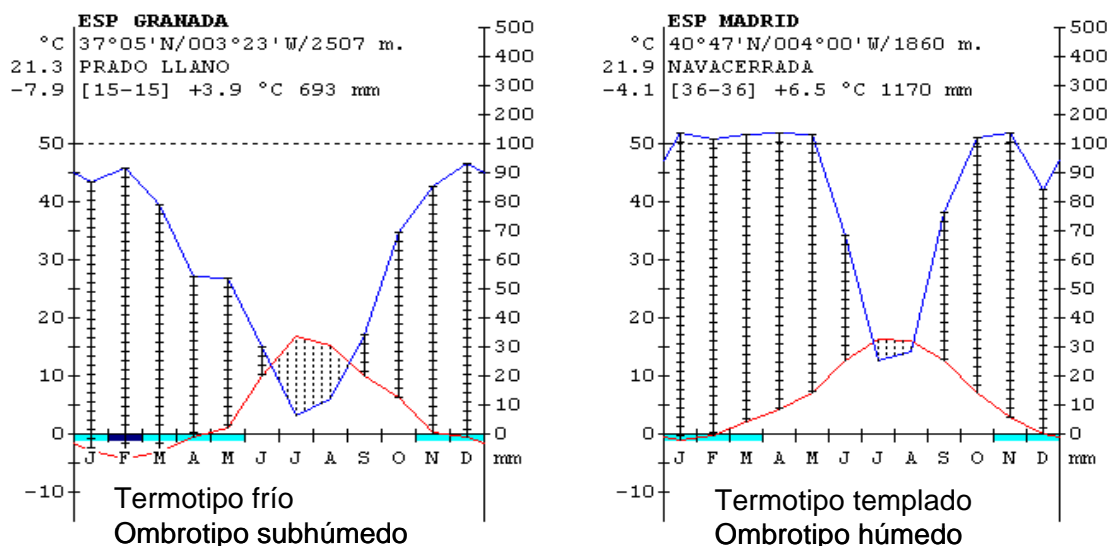 ESP GRANADA
°C 37°05'N/003°23'W/2507 m.
21.3 PRADO LLANO
-7.9 [15-15] +3.9 °C 693 mm
500
400
300
200
50 100
90
40 80
70
30 60
50
20 40
30
10 20
10
0 0
J F M A M J J A S O N D mm
-10
Termotipo frío
Ombrotipo subhúmedo
ESP MADRID
°C 40°47'N/004°00'W/1860 m.
21.9 NAVACERRADA
-4.1 [36-36] +6.5 °C 1170 mm
500
400
300
200
50 100
90
40 80
70
30 60
50
20 40
30
10 20
10
0 0
J F M A M J J A S O N D mm
-10
Termotipo templado
Ombrotipo húmedo